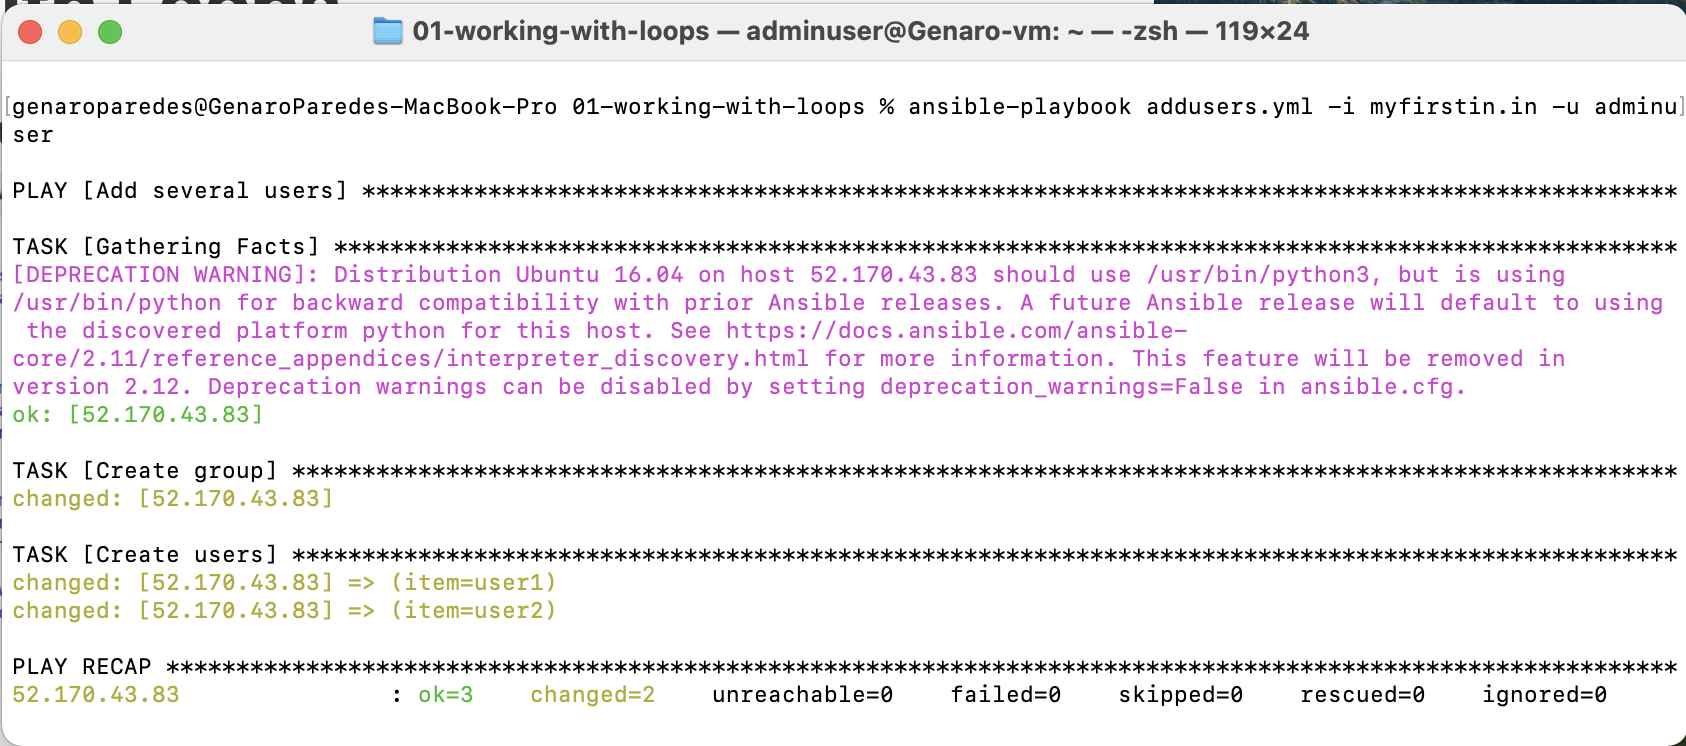 01-working-with-loops — adminuser@Genaro-vm: ~ — -zsh — 119×24
[genaroparedes@GenaroParedes-MacBook-Pro 01-working-with-loops % ansible-playbook addusers.yml -i myfirstin.in -u adminu]
ser
PLAY [Add several users] **********************************************************************************************
TASK [Gathering Facts] ************************************************************************************************
[DEPRECATION WARNING]: Distribution Ubuntu 16.04 on host 52.170.43.83 should use /usr/bin/python3, but is using
/usr/bin/python for backward compatibility with prior Ansible releases. A future Ansible release will default to using
the discovered platform python for this host. See https://docs.ansible.com/ansible-
core/2.11/reference_appendices/interpreter_discovery.html for more information. This feature will be removed in
version 2.12. Deprecation warnings can be disabled by setting deprecation_warnings=False in ansible.cfg.
ok: [52.170.43.83]
TASK [Create group] ***************************************************************************************************
changed: [52.170.43.83]
TASK [Create users] ***************************************************************************************************
changed: [52.170.43.83] => (item=user1)
changed: [52.170.43.83] => (item=user2)
PLAY RECAP ************************************************************************************************************
52.170.43.83 : ok=3 changed=2 unreachable=0 failed=0 skipped=0 rescued=0 ignored=0